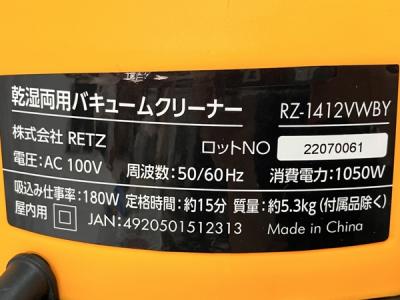 乾湿両用バキュームクリーナー RZ-1412VWBY
株式会社 RETZ ロットNO 22070061
電圧：AC 100V 周波数：50/60Hz 消費電力：1050W
吸込み仕事率：180W 定格時間：約15分 質量：約5.3kg（付属品除く）
屋内用 JAN：4920501512313 Made in China